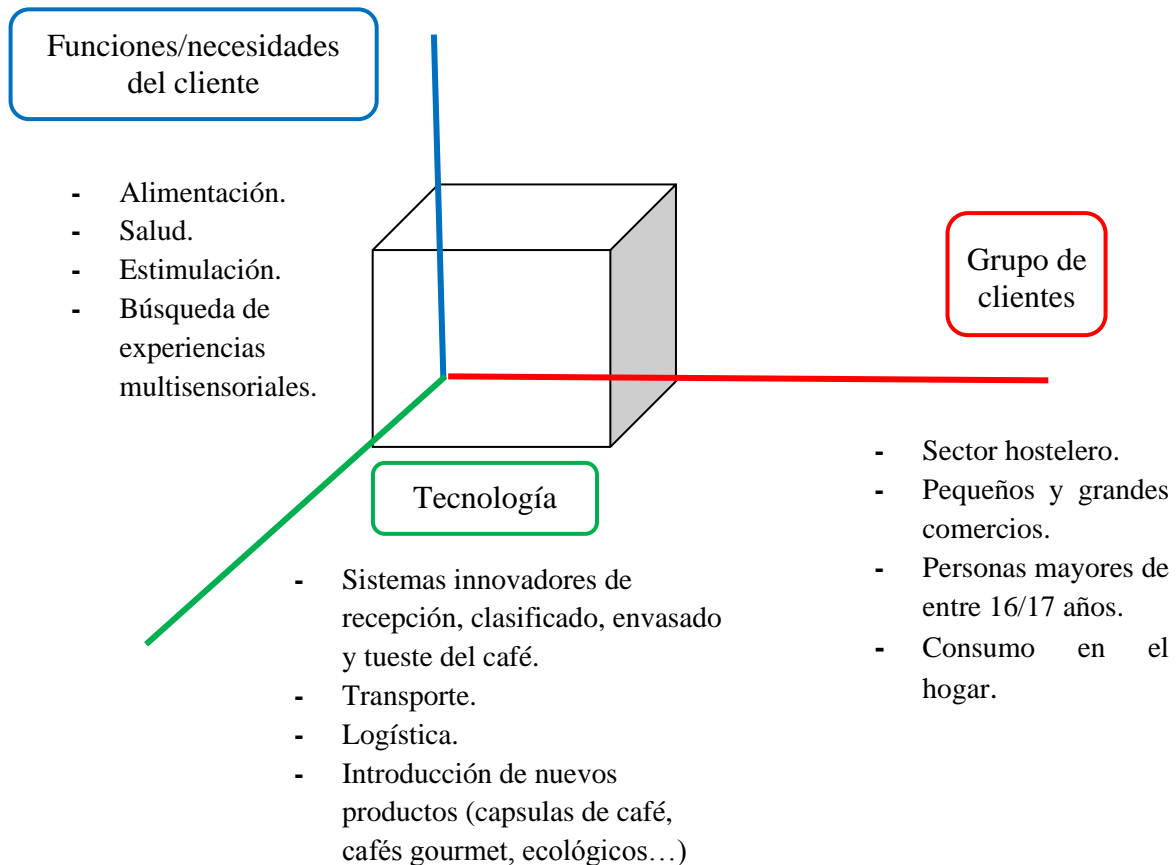 Funciones/necesidades
del cliente
- Alimentación.
- Salud.
- Estimulación.
- Búsqueda de
experiencias
multisensoriales.
Grupo de
clientes
- Sector hostelero.
- Pequeños y grandes
comercios.
- Personas mayores de
entre 16/17 años.
- Consumo en el
hogar.
Tecnología
- Sistemas innovadores de
recepción, clasificado, envasado
y tueste del café.
- Transporte.
- Logística.
- Introducción de nuevos
productos (capsulas de café,
cafés gourmet, ecológicos…)